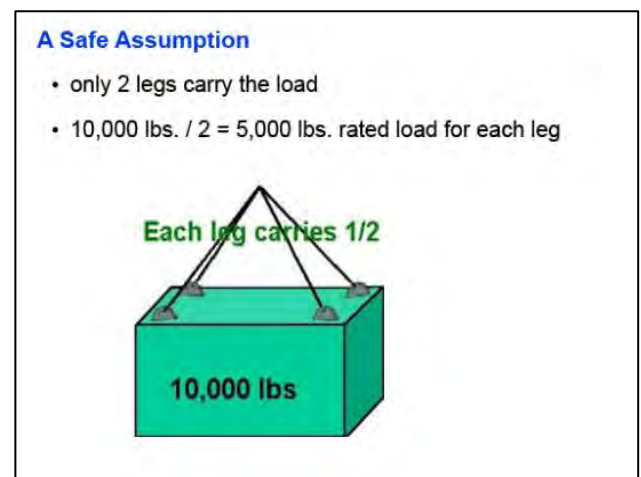 A Safe Assumption
• only 2 legs carry the load
• 10,000 lbs. / 2 = 5,000 lbs. rated load for each leg
Each leg carries 1/2
10,000 lbs